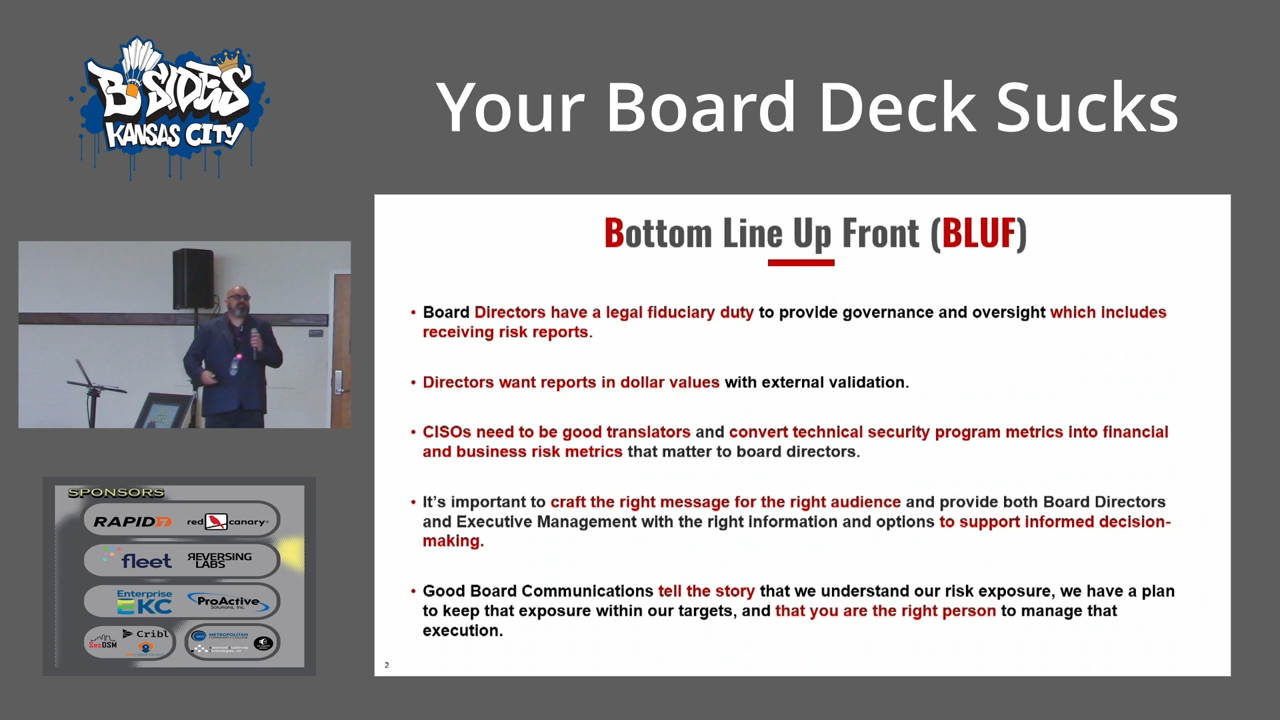 B·SIDES
KANSAS CITY
Your Board Deck Sucks
Bottom Line Up Front (BLUF)
• Board Directors have a legal fiduciary duty to provide governance and oversight which includes
receiving risk reports.
• Directors want reports in dollar values with external validation.
• CISOs need to be good translators and convert technical security program metrics into financial
and business risk metrics that matter to board directors.
• It’s important to craft the right message for the right audience and provide both Board Directors
and Executive Management with the right information and options to support informed decision-
making.
• Good Board Communications tell the story that we understand our risk exposure, we have a plan
to keep that exposure within our targets, and that you are the right person to manage that
execution.
2
SPONSORS
RAPID7 red canary
fleet REVERSING
LABS
Enterprise
KC
ProActive
Solutions, Inc.
SecDSM
Cribl
METROPOLITAN